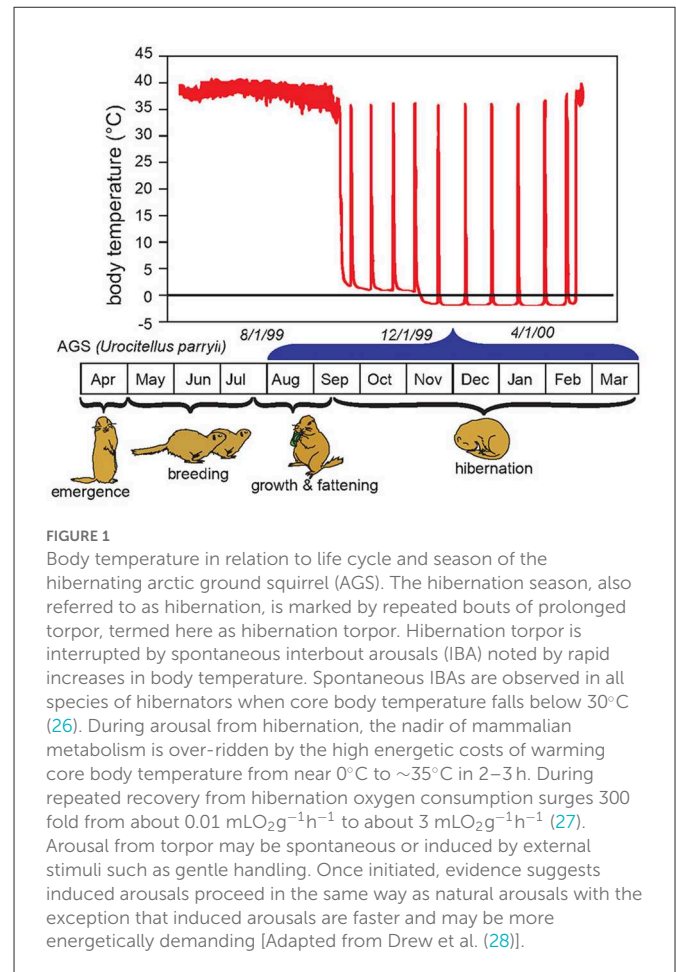 45
40
35
30
25
20
15
10
5
0
-5
body temperature (°C)
8/1/99 12/1/99 4/1/00
AGS (Urocitellus parryii)
Apr May Jun Jul Aug Sep Oct Nov Dec Jan Feb Mar
emergence
breeding
growth & fattening
hibernation
FIGURE 1
Body temperature in relation to life cycle and season of the
hibernating arctic ground squirrel (AGS). The hibernation season, also
referred to as hibernation, is marked by repeated bouts of prolonged
torpor, termed here as hibernation torpor. Hibernation torpor is
interrupted by spontaneous interbout arousals (IBA) noted by rapid
increases in body temperature. Spontaneous IBAs are observed in all
species of hibernators when core body temperature falls below 30°C
(26). During arousal from hibernation, the nadir of mammalian
metabolism is over-ridden by the high energetic costs of warming
core body temperature from near 0°C to ∼35°C in 2–3 h. During
repeated recovery from hibernation oxygen consumption surges 300
fold from about 0.01 mLO₂g⁻¹h⁻¹ to about 3 mLO₂g⁻¹h⁻¹ (27).
Arousal from torpor may be spontaneous or induced by external
stimuli such as gentle handling. Once initiated, evidence suggests
induced arousals proceed in the same way as natural arousals with the
exception that induced arousals are faster and may be more
energetically demanding [Adapted from Drew et al. (28)].